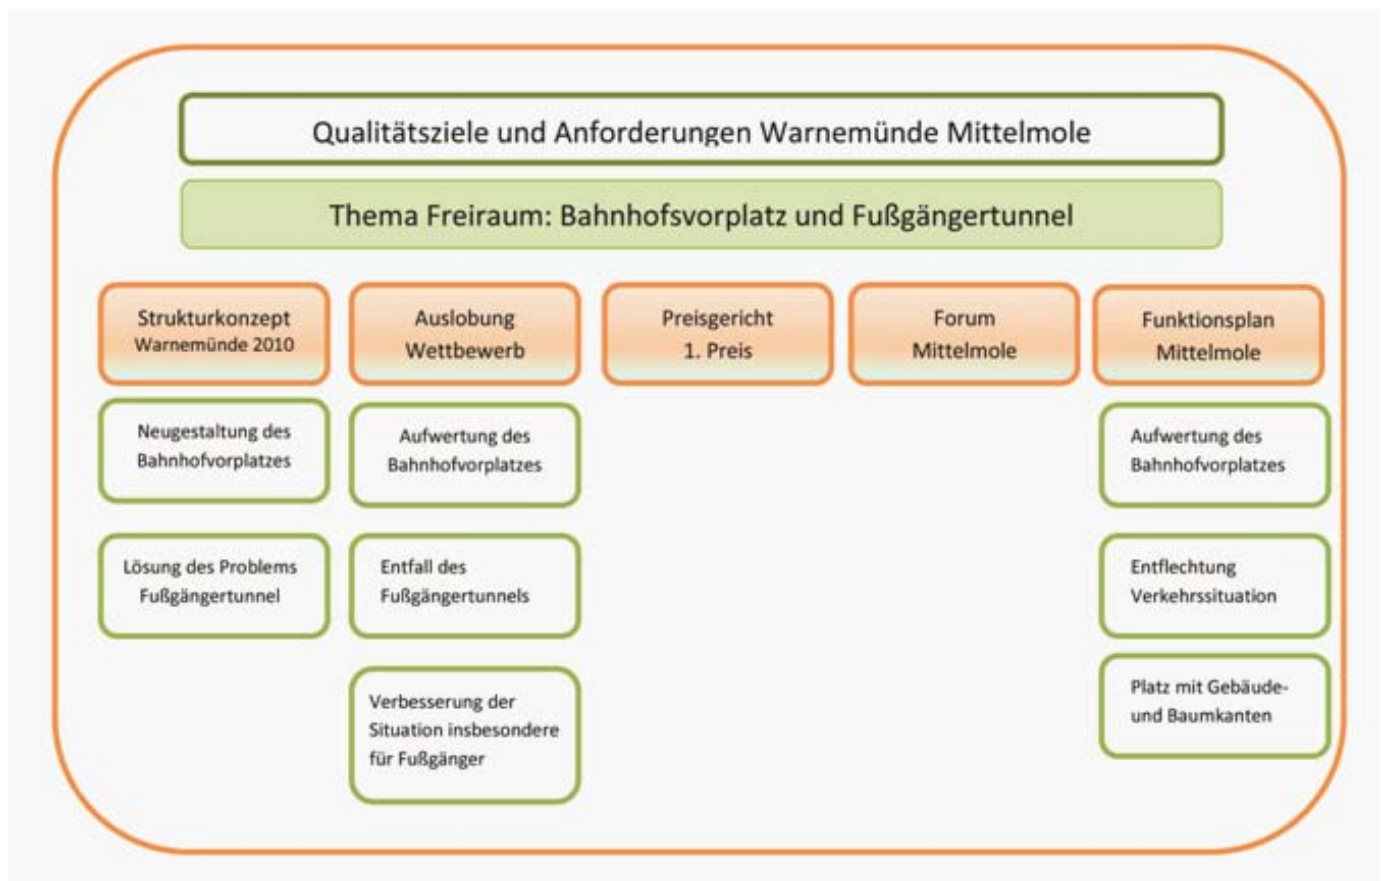 Qualitätsziele und Anforderungen Warnemünde Mittelmole
Thema Freiraum: Bahnhofsvorplatz und Fußgängertunnel
Strukturkonzept
Warnemünde 2010
Neugestaltung des
Bahnhofvorplatzes
Lösung des Problems
Fußgängertunnel
Auslobung
Wettbewerb
Aufwertung des
Bahnhofvorplatzes
Entfall des
Fußgängertunnels
Verbesserung der
Situation insbesondere
für Fußgänger
Preisgericht
1. Preis
Forum
Mittelmole
Funktionsplan
Mittelmole
Aufwertung des
Bahnhofvorplatzes
Entflechtung
Verkehrssituation
Platz mit Gebäude-
und Baumkanten